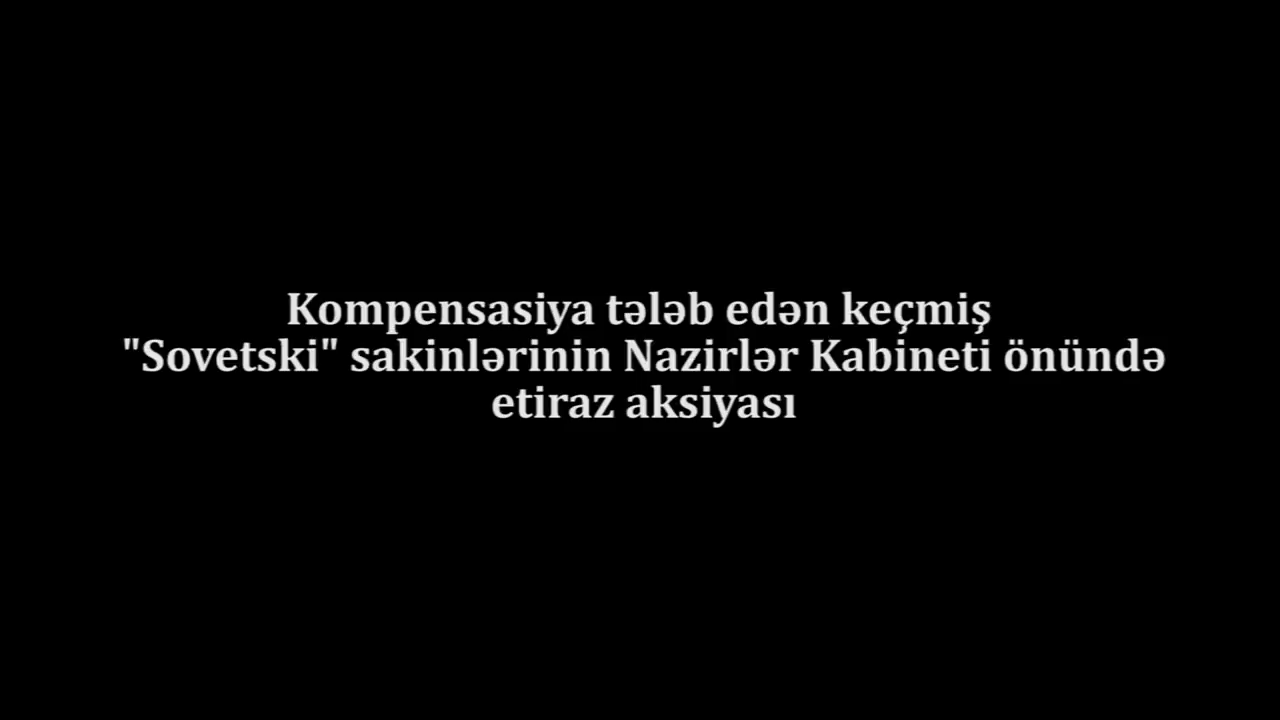 Kompensasiya tələb edən keçmiş
"Sovetski" sakinlərinin Nazirlər Kabineti önündə
etiraz aksiyası